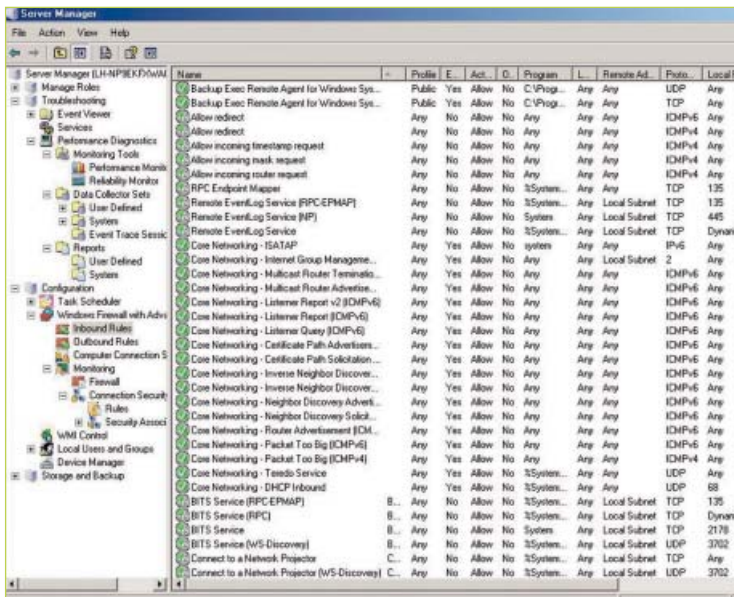 Server Manager
File Action View Help
Server Manager (LH-NP9EKFXWAI
Manage Roles
Troubleshooting
Event Viewer
Services
Performance Diagnostics
Monitoring Tools
Performance Monito
Reliability Monitor
Data Collector Sets
User Defined
System
Event Trace Sessic
Reports
User Defined
System
Configuration
Task Scheduler
Windows Firewall with Adva
Inbound Rules
Outbound Rules
Computer Connection S
Monitoring
Firewall
Connection Security
Rules
Security Associ
WMI Control
Local Users and Groups
Device Manager
Storage and Backup
Name Profile E... Act... O.. Program L... Remote Ad... Proto... Local
Backup Exec Remote Agent for Windows Sys... Public Yes Allow No C:\Progr... Any Any UDP Any
Backup Exec Remote Agent for Windows Sys... Public Yes Allow No C:\Progr... Any Any TCP Any
Allow redirect Any No Allow No Any Any Any ICMPv6 Any
Allow redirect Any No Allow No Any Any Any ICMPv4 Any
Allow incoming timestamp request Any No Allow No Any Any Any ICMPv4 Any
Allow incoming mask request Any No Allow No Any Any Any ICMPv4 Any
Allow incoming router request Any No Allow No Any Any Any ICMPv4 Any
RPC Endpoint Mapper Any No Allow No %System... Any Any TCP 135
Remote EventLog Service (RPC-EPMAP) Any No Allow No %System... Any Local Subnet TCP 135
Remote EventLog Service (NP) Any No Allow No System Any Local Subnet TCP 445
Remote EventLog Service Any No Allow No %System... Any Local Subnet TCP Dynan
Core Networking - ISATAP Any Yes Allow No system Any Any IPv6 Any
Core Networking - Internet Group Manageme... Any Yes Allow No Any Any Local Subnet 2 Any
Core Networking - Multicast Router Terminatio... Any Yes Allow No Any Any Any ICMPv6 Any
Core Networking - Multicast Router Advertise... Any Yes Allow No Any Any Any ICMPv6 Any
Core Networking - Listener Report v2 (ICMPv6) Any Yes Allow No Any Any Any ICMPv6 Any
Core Networking - Listener Report (ICMPv6) Any Yes Allow No Any Any Any ICMPv6 Any
Core Networking - Listener Query (ICMPv6) Any Yes Allow No Any Any Any ICMPv6 Any
Core Networking - Certificate Path Advertisem... Any Yes Allow No Any Any Any ICMPv6 Any
Core Networking - Certificate Path Solicitation ... Any Yes Allow No Any Any Any ICMPv6 Any
Core Networking - Inverse Neighbor Discover... Any Yes Allow No Any Any Any ICMPv6 Any
Core Networking - Inverse Neighbor Discover... Any Yes Allow No Any Any Any ICMPv6 Any
Core Networking - Neighbor Discovery Adverti... Any Yes Allow No Any Any Any ICMPv6 Any
Core Networking - Neighbor Discovery Solicit... Any Yes Allow No Any Any Any ICMPv6 Any
Core Networking - Router Advertisement (ICM... Any Yes Allow No Any Any Any ICMPv6 Any
Core Networking - Packet Too Big (ICMPv6) Any Yes Allow No Any Any Any ICMPv6 Any
Core Networking - Packet Too Big (ICMPv4) Any Yes Allow No Any Any Any ICMPv4 Any
Core Networking - Teredo Service Any Yes Allow No %System... Any Any UDP Any
Core Networking - DHCP Inbound Any Yes Allow No %System... Any Any UDP 68
BITS Service (RPC-EPMAP) B... Any No Allow No %System... Any Local Subnet TCP 135
BITS Service (RPC) B... Any No Allow No %System... Any Local Subnet TCP Dynan
BITS Service B... Any No Allow No System Any Local Subnet TCP 2178
BITS Service (WS-Discovery) B... Any No Allow No %System... Any Local Subnet UDP 3702
Connect to a Network Projector C... Any No Allow No %System... Any Local Subnet TCP Any
Connect to a Network Projector (WS-Discovery) C... Any No Allow No %System... Any Local Subnet UDP 3702